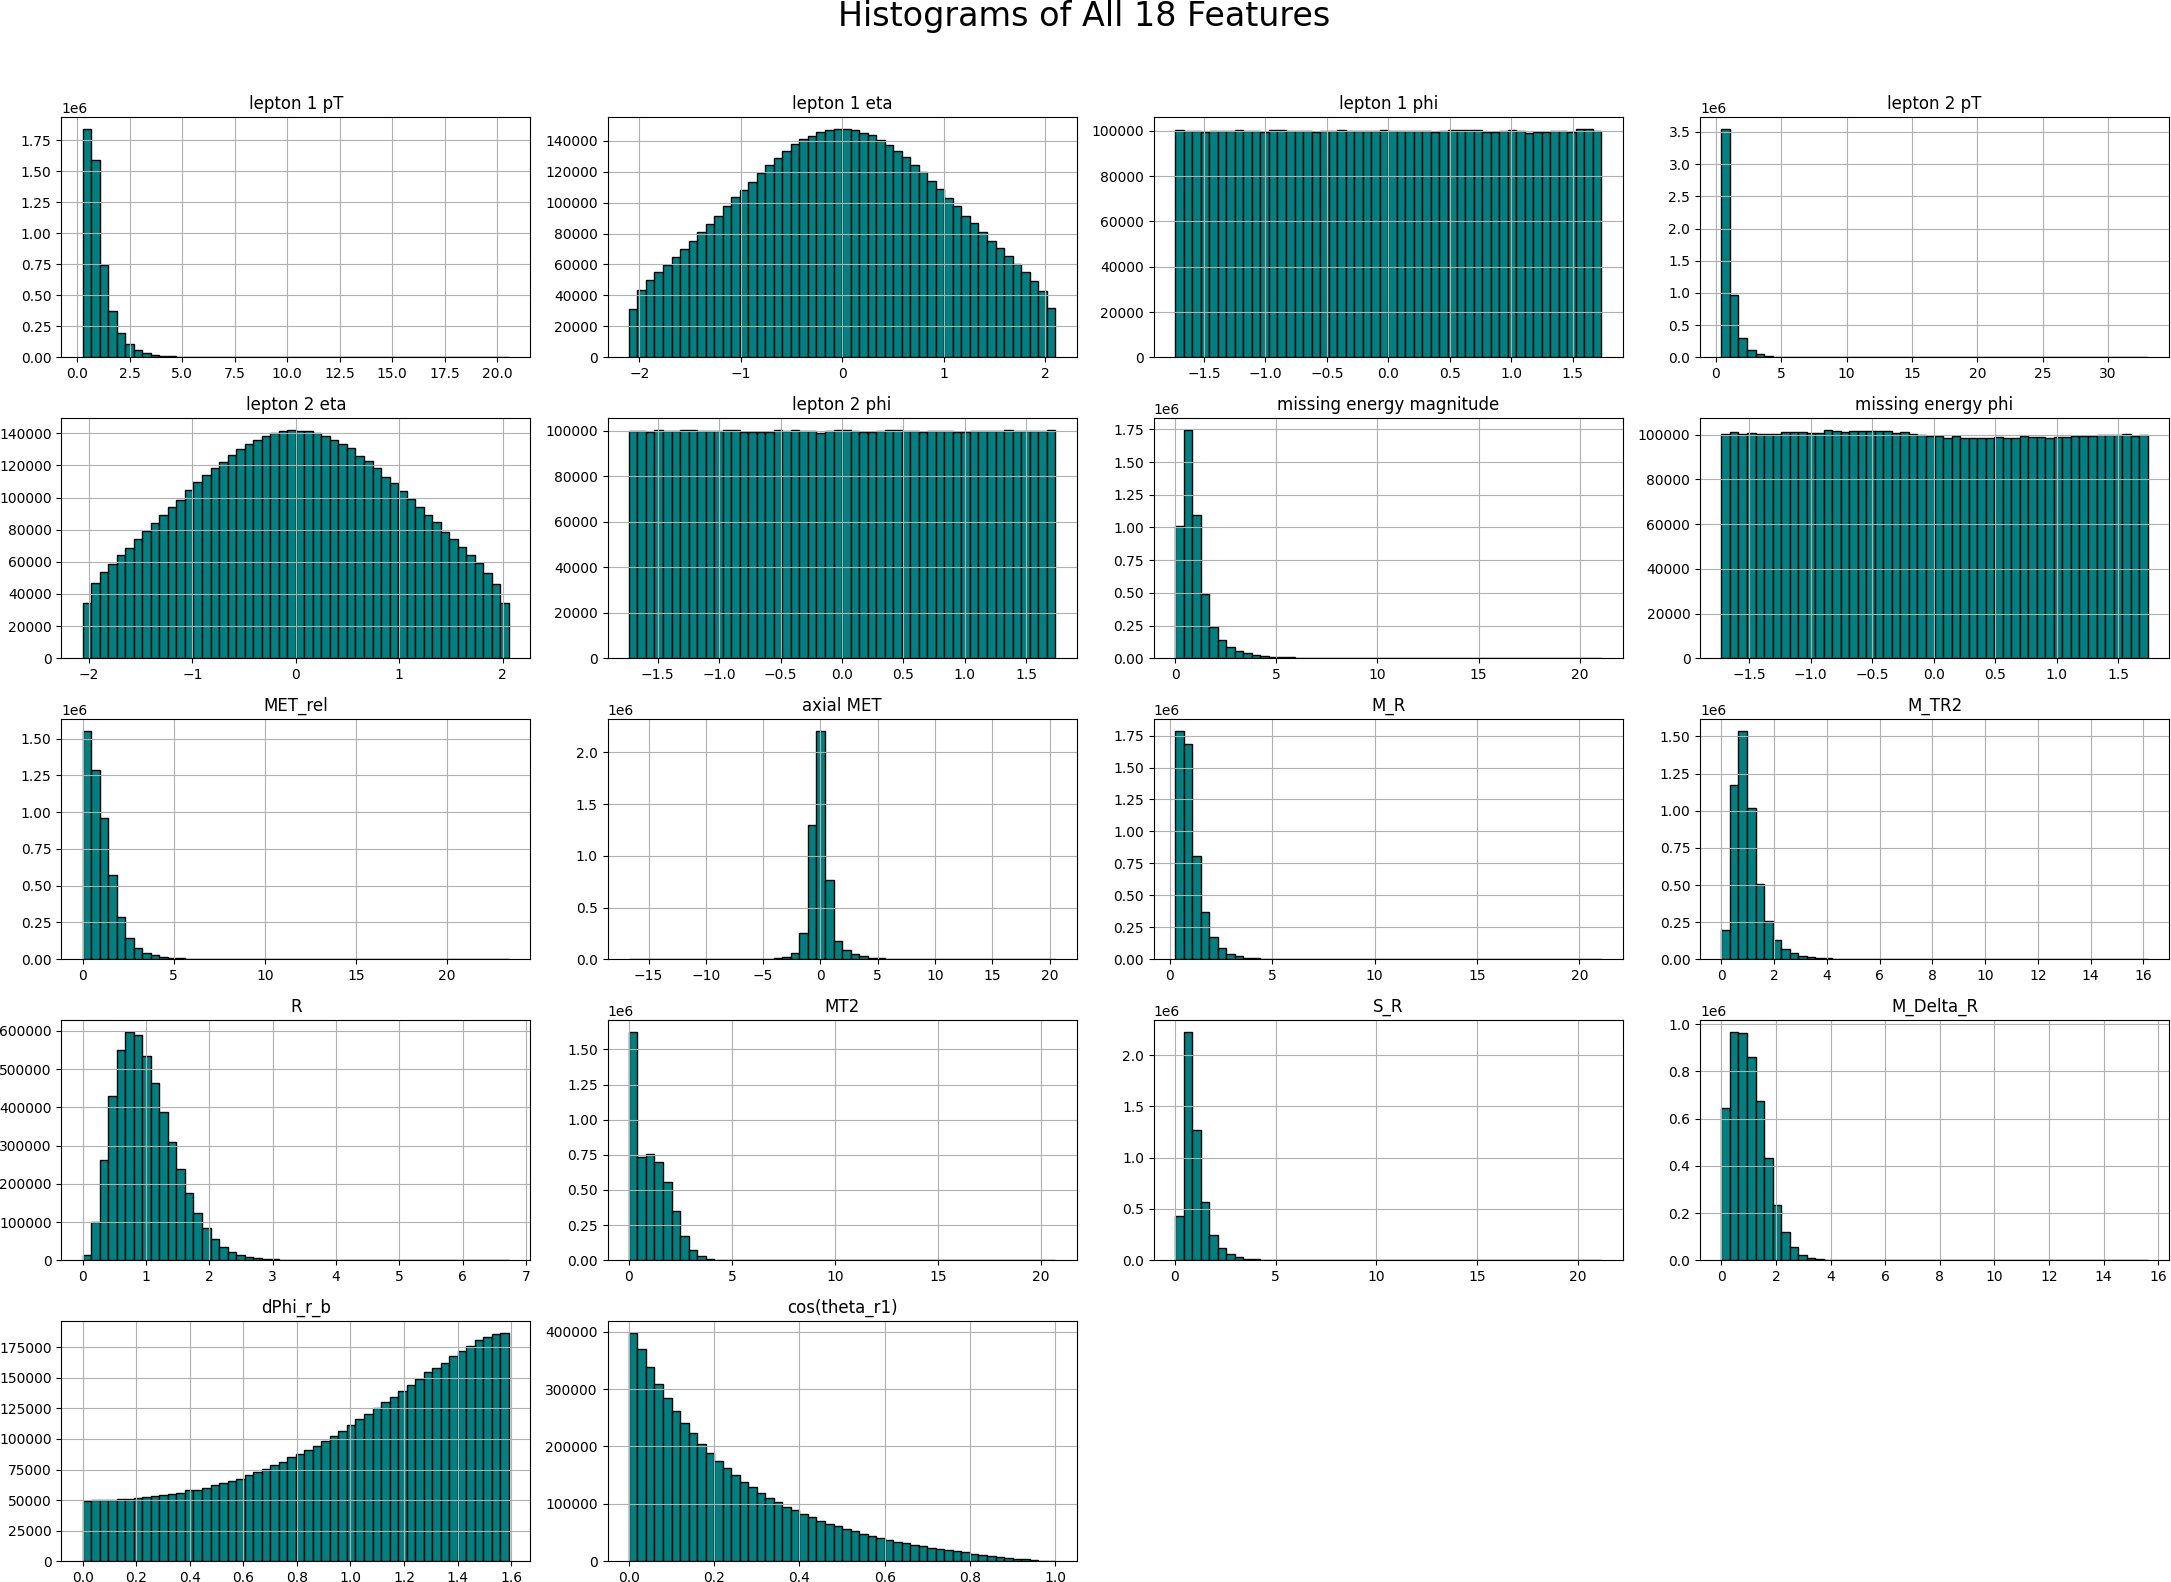 Histograms of All 18 Features
lepton 1 pT
1e6
1.75
1.50
1.25
1.00
0.75
0.50
0.25
0.00
0.0 2.5 5.0 7.5 10.0 12.5 15.0 17.5 20.0
lepton 1 eta
140000
120000
100000
80000
60000
40000
20000
0
−2 −1 0 1 2
lepton 1 phi
100000
80000
60000
40000
20000
0
−1.5 −1.0 −0.5 0.0 0.5 1.0 1.5
lepton 2 pT
1e6
3.5
3.0
2.5
2.0
1.5
1.0
0.5
0.0
0 5 10 15 20 25 30
lepton 2 eta
140000
120000
100000
80000
60000
40000
20000
0
−2 −1 0 1 2
lepton 2 phi
100000
80000
60000
40000
20000
0
−1.5 −1.0 −0.5 0.0 0.5 1.0 1.5
missing energy magnitude
1e6
1.75
1.50
1.25
1.00
0.75
0.50
0.25
0.00
0 5 10 15 20
missing energy phi
100000
80000
60000
40000
20000
0
−1.5 −1.0 −0.5 0.0 0.5 1.0 1.5
MET_rel
1e6
1.50
1.25
1.00
0.75
0.50
0.25
0.00
0 5 10 15 20
axial MET
1e6
2.0
1.5
1.0
0.5
0.0
−15 −10 −5 0 5 10 15 20
M_R
1e6
1.75
1.50
1.25
1.00
0.75
0.50
0.25
0.00
0 5 10 15 20
M_TR2
1e6
1.50
1.25
1.00
0.75
0.50
0.25
0.00
0 2 4 6 8 10 12 14 16
R
600000
500000
400000
300000
200000
100000
0
0 1 2 3 4 5 6 7
MT2
1e6
1.50
1.25
1.00
0.75
0.50
0.25
0.00
0 5 10 15 20
S_R
1e6
2.0
1.5
1.0
0.5
0.0
0 5 10 15 20
M_Delta_R
1e6
1.0
0.8
0.6
0.4
0.2
0.0
0 2 4 6 8 10 12 14 16
dPhi_r_b
175000
150000
125000
100000
75000
50000
25000
0
0.0 0.2 0.4 0.6 0.8 1.0 1.2 1.4 1.6
cos(theta_r1)
400000
300000
200000
100000
0
0.0 0.2 0.4 0.6 0.8 1.0